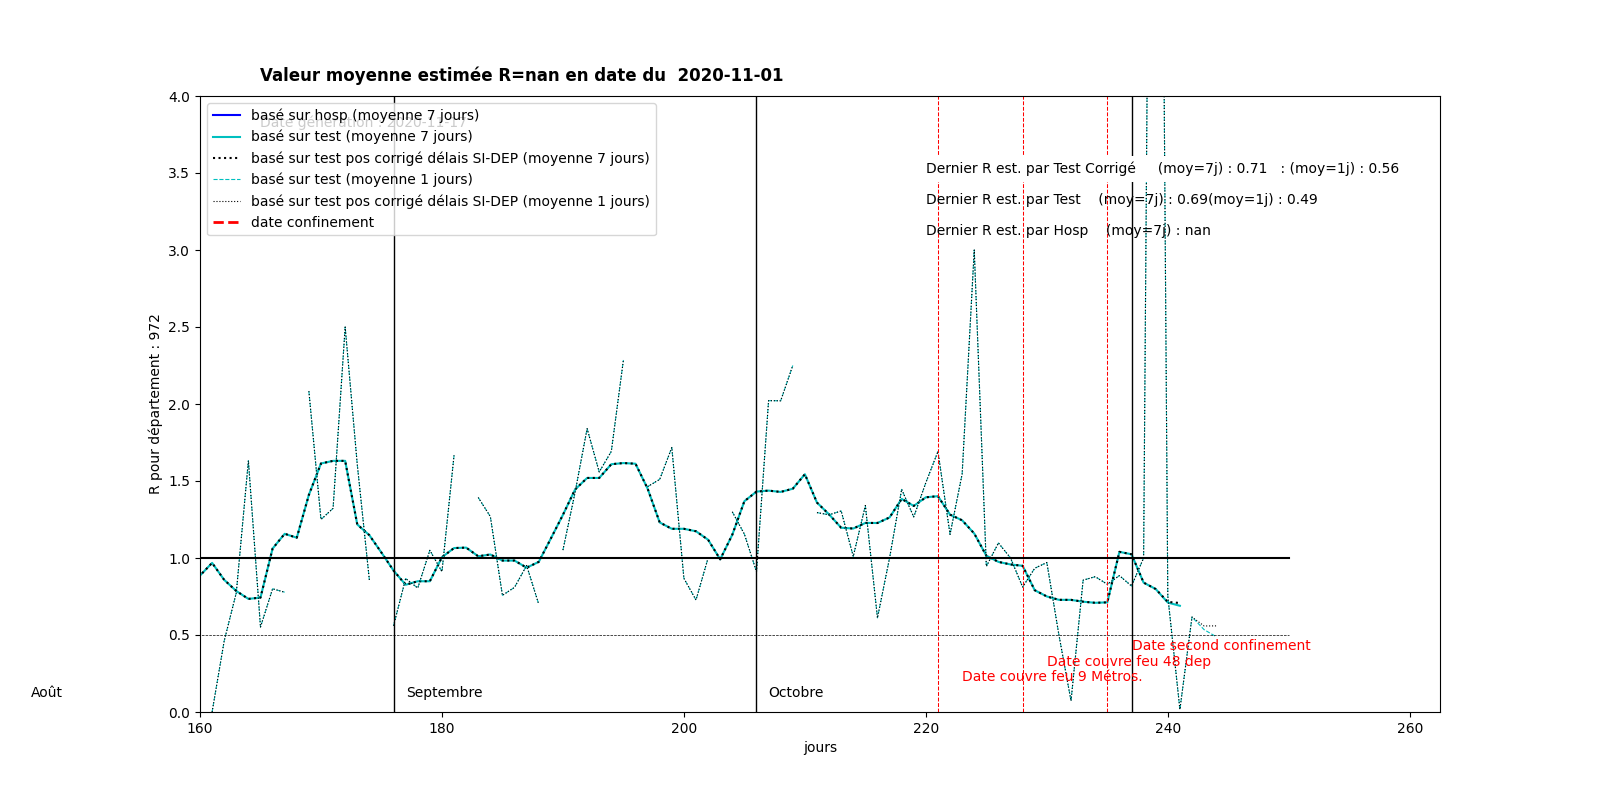 Valeur moyenne estimée R=nan en date du  2020-11-01
4.0
3.5
3.0
2.5
2.0
1.5
1.0
0.5
0.0
R pour département : 972
basé sur hosp (moyenne 7 jours)
Date génération : 2020-11-17
basé sur test (moyenne 7 jours)
basé sur test pos corrigé délais SI-DEP (moyenne 7 jours)
basé sur test (moyenne 1 jours)
basé sur test pos corrigé délais SI-DEP (moyenne 1 jours)
date confinement
Dernier R est. par Test Corrigé     (moy=7j) : 0.71   : (moy=1j) : 0.56
Dernier R est. par Test    (moy=7j) : 0.69(moy=1j) : 0.49
Dernier R est. par Hosp    (moy=7j) : nan
Date second confinement
Date couvre feu 48 dep
Date couvre feu 9 Métros.
Août
Septembre
Octobre
160
180
200
220
240
260
jours